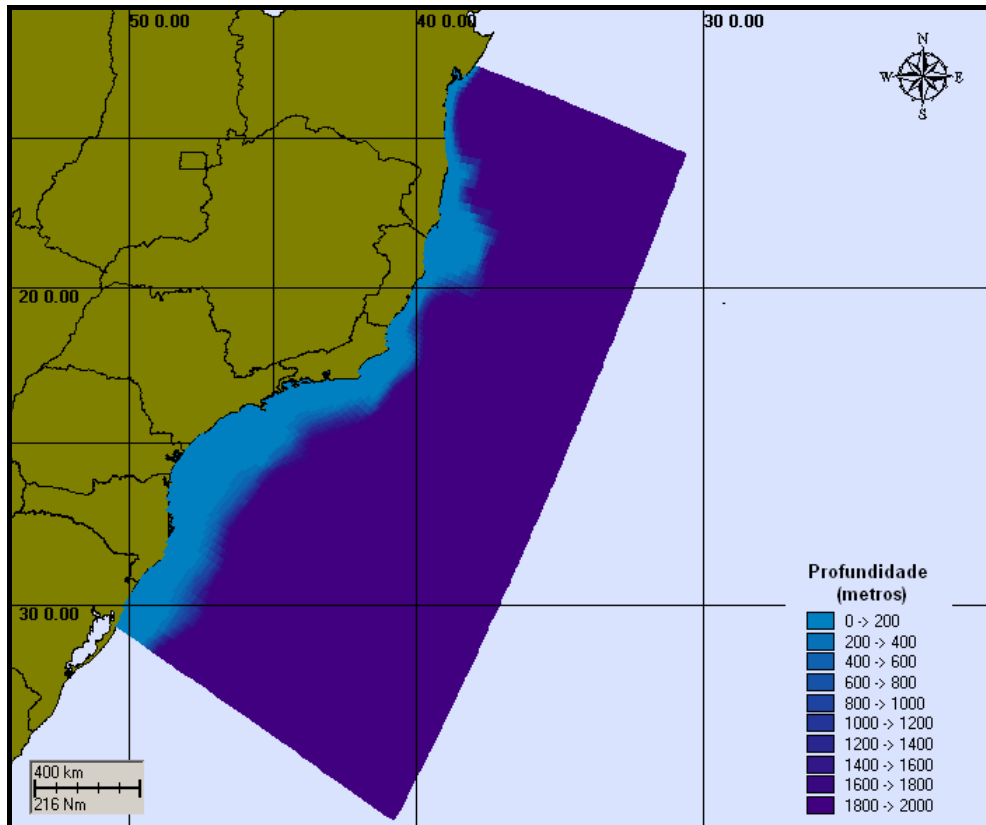 50 0.00
40 0.00
30 0.00
N
W
E
S
20 0.00
30 0.00
Profundidade
(metros)
0 -> 200
200 -> 400
400 -> 600
600 -> 800
800 -> 1000
1000 -> 1200
1200 -> 1400
1400 -> 1600
1600 -> 1800
1800 -> 2000
400 km
216 Nm